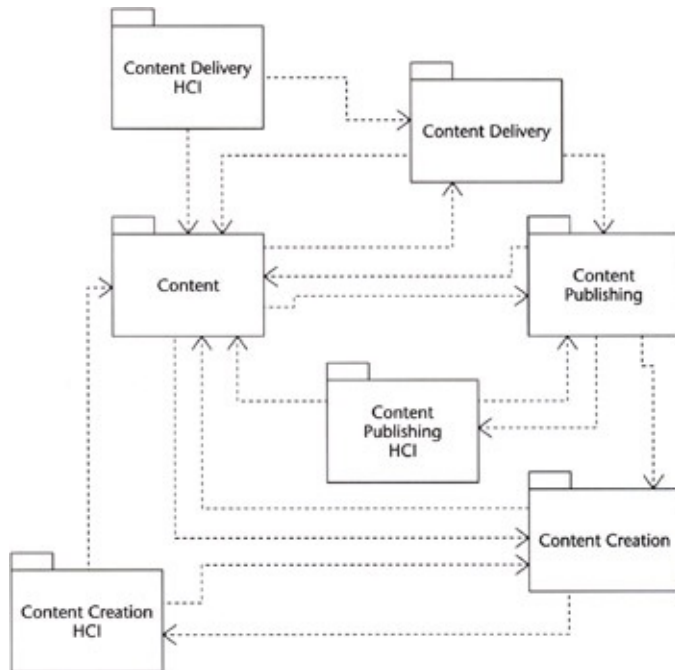 Content Delivery
HCI
Content Delivery
Content
Content
Publishing
Content
Publishing
HCI
Content Creation
Content Creation
HCI